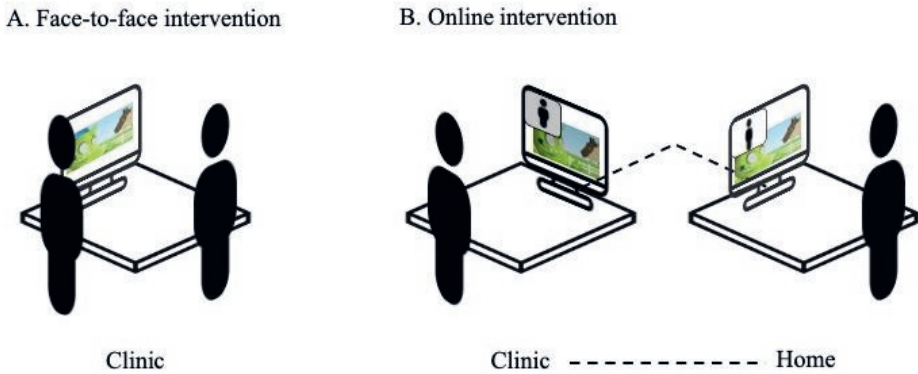 A. Face-to-face intervention
B. Online intervention
Clinic
Clinic
Home